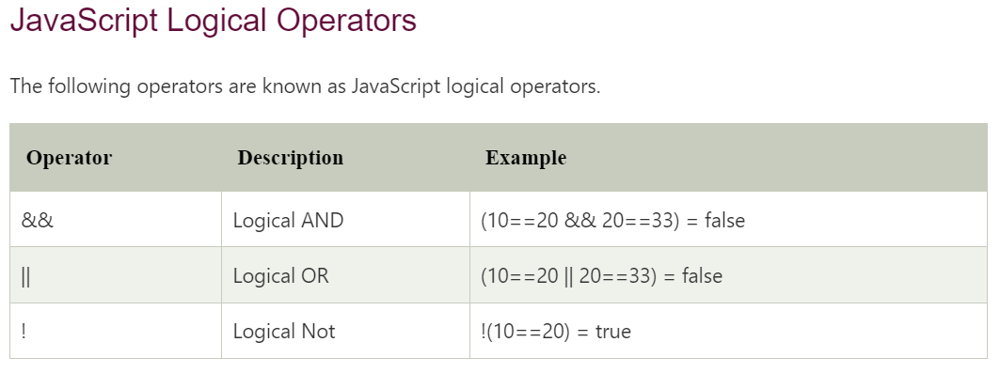 JavaScript Logical Operators
The following operators are known as JavaScript logical operators.
Operator Description Example
&& Logical AND (10==20 && 20==33) = false
|| Logical OR (10==20 || 20==33) = false
! Logical Not !(10==20) = true